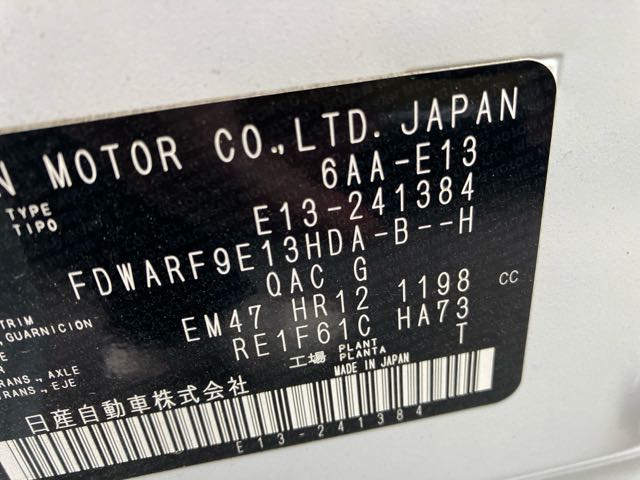 N MOTOR CO.,LTD. JAPAN
TYPE 6AA-E13
TIPO
E13-241384
FDWARF9E13HDA-B--H
TRIM QAC G
GUARNICION
EM47 HR12 1198 CC
TRANS., AXLE RE1F61C HA73
TRANS., EJE
工場 PLANT T
PLANTA
日産自動車株式会社 MADE IN JAPAN
E13-241384